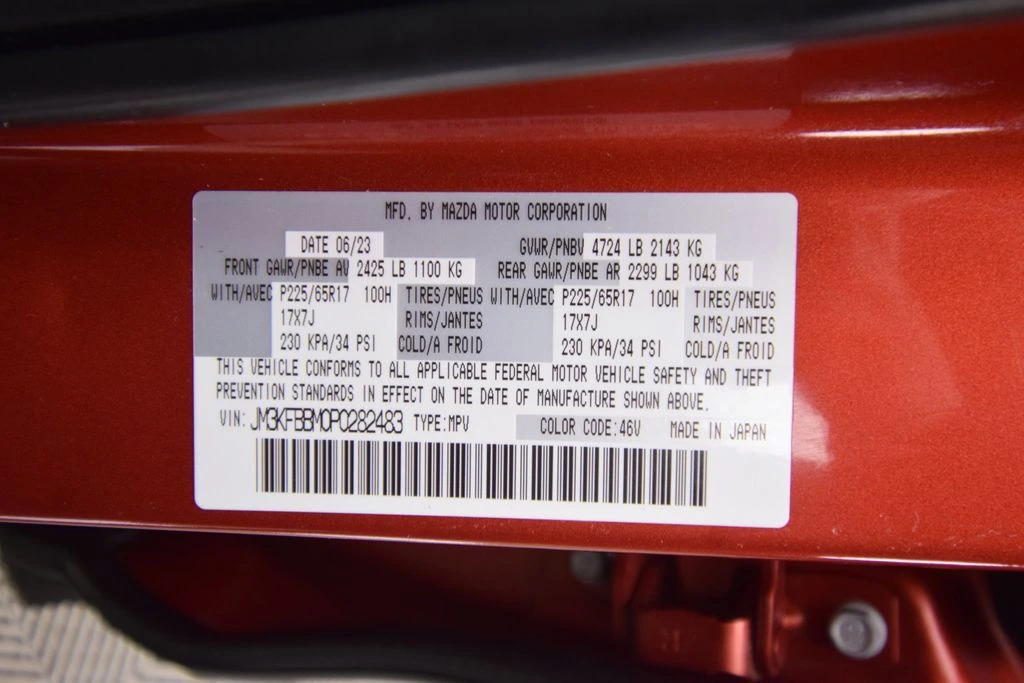 MFD. BY MAZDA MOTOR CORPORATION
DATE 06/23 GVWR/PNBV 4724 LB 2143 KG
FRONT GAWR/PNBE AV 2425 LB 1100 KG REAR GAWR/PNBE AR 2299 LB 1043 KG
WITH/AVEC P225/65R17 100H TIRES/PNEUS WITH/AVEC P225/65R17 100H TIRES/PNEUS
17X7J RIMS/JANTES 17X7J RIMS/JANTES
230 KPA/34 PSI COLD/A FROID 230 KPA/34 PSI COLD/A FROID
THIS VEHICLE CONFORMS TO ALL APPLICABLE FEDERAL MOTOR VEHICLE SAFETY AND THEFT
PREVENTION STANDARDS IN EFFECT ON THE DATE OF MANUFACTURE SHOWN ABOVE.
VIN: JM3KFBBM0P0282483 TYPE:MPV COLOR CODE:46V MADE IN JAPAN